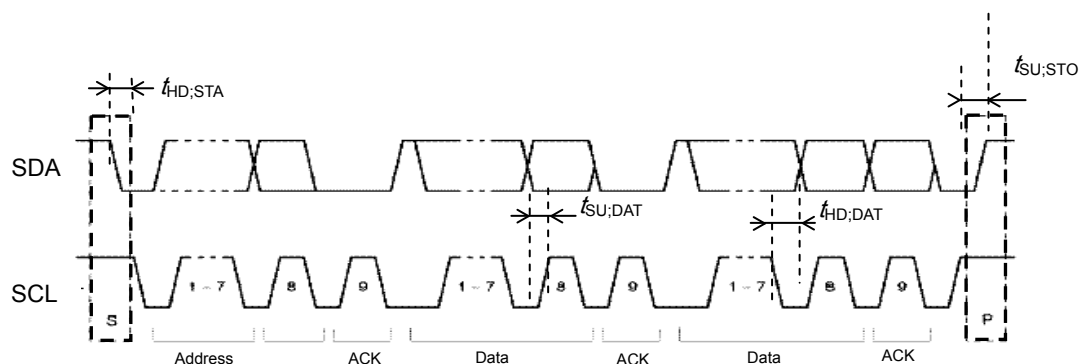 tHD;STA
tSU;STO
SDA
tSU;DAT
tHD;DAT
SCL
1 – 7 8 9 1 – 7 8 9 1 – 7 8 9
S P
Address ACK Data ACK Data ACK